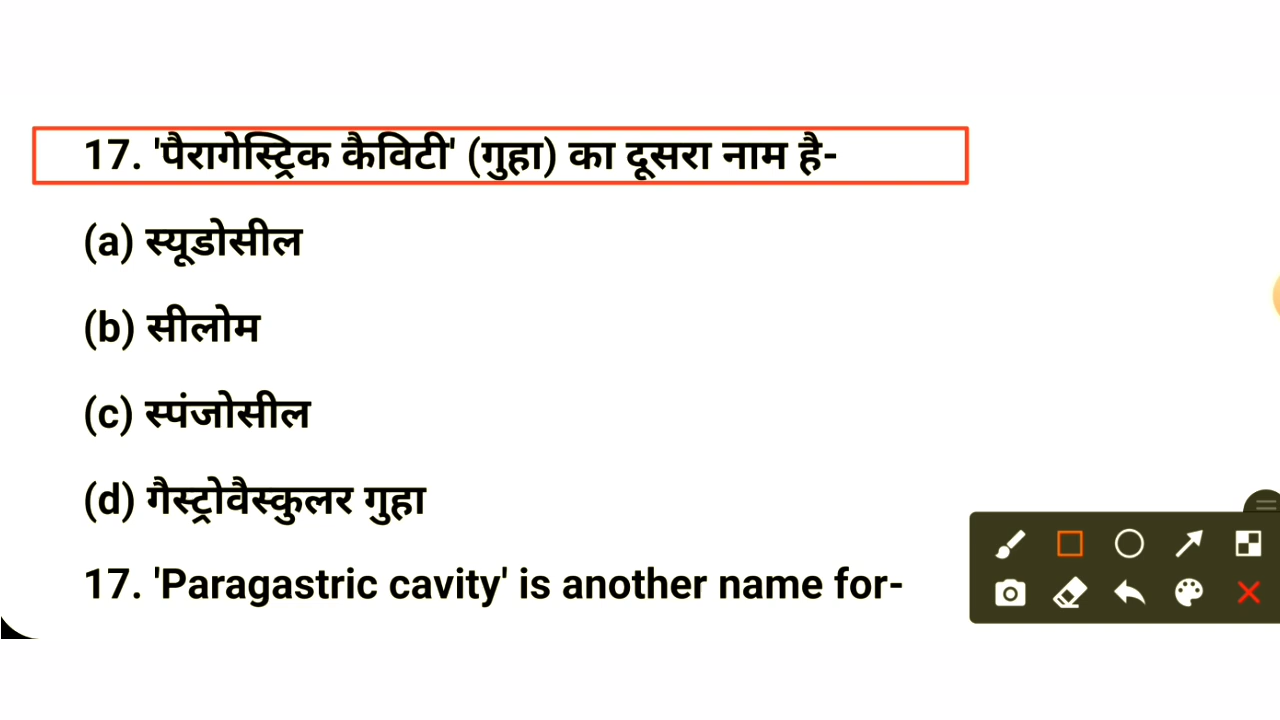 17. 'पैरागेस्ट्रिक कैविटी' (गुहा) का दूसरा नाम है-
(a) स्यूडोसील
(b) सीलोम
(c) स्पंजोसील
(d) गैस्ट्रोवैस्कुलर गुहा
17. 'Paragastric cavity' is another name for-